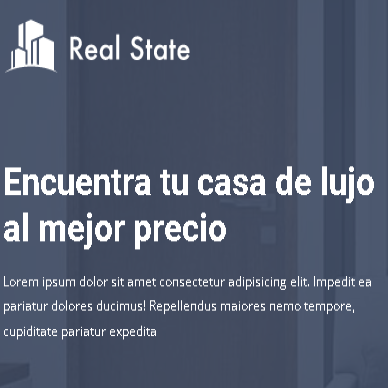 Real State
Encuentra tu casa de lujo
al mejor precio
Lorem ipsum dolor sit amet consectetur adipisicing elit. Impedit ea
pariatur dolores ducimus! Repellendus maiores nemo tempore,
cupiditate pariatur expedita